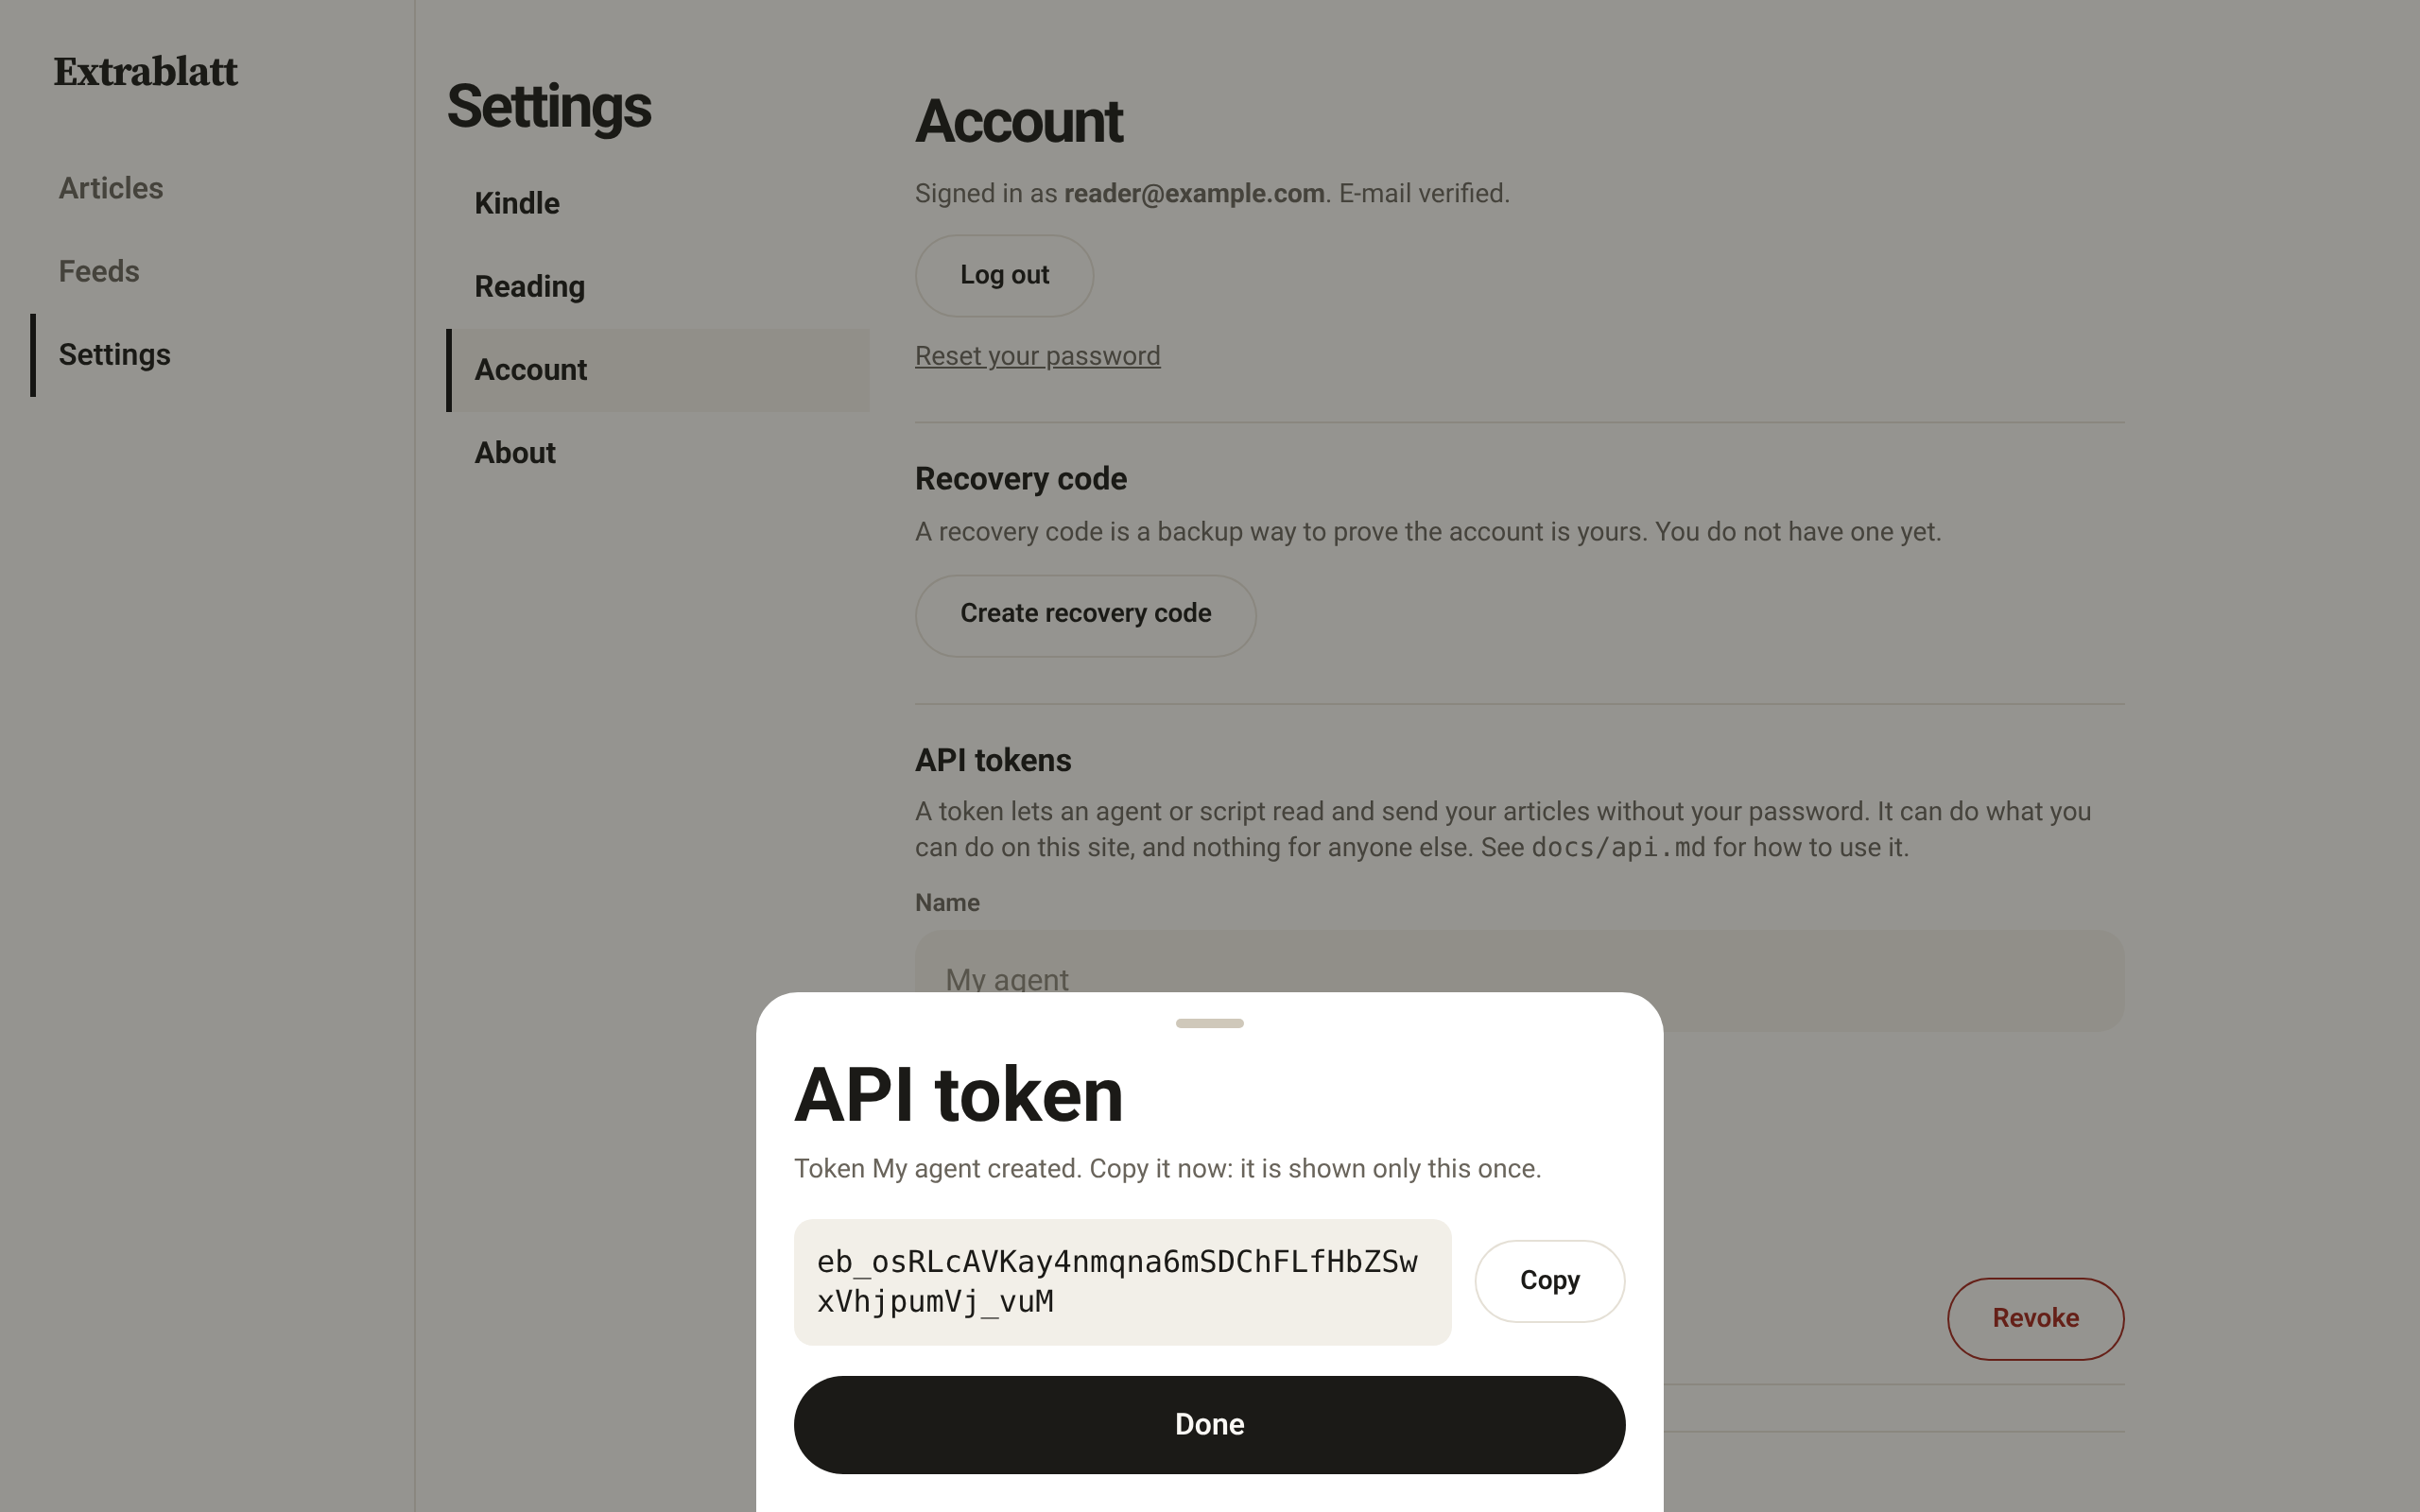 Extrablatt
Articles
Feeds
Settings
Settings
Kindle
Reading
Account
About
Account
Signed in as reader@example.com. E-mail verified.
Log out
Reset your password
Recovery code
A recovery code is a backup way to prove the account is yours. You do not have one yet.
Create recovery code
API tokens
A token lets an agent or script read and send your articles without your password. It can do what you
can do on this site, and nothing for anyone else. See docs/api.md for how to use it.
Name
My agent
API token
Token My agent created. Copy it now: it is shown only this once.
eb_osRLcAVKay4nmqna6mSDChFLfHbZSw
xVhjpumVj_vuM
Copy
Revoke
Done